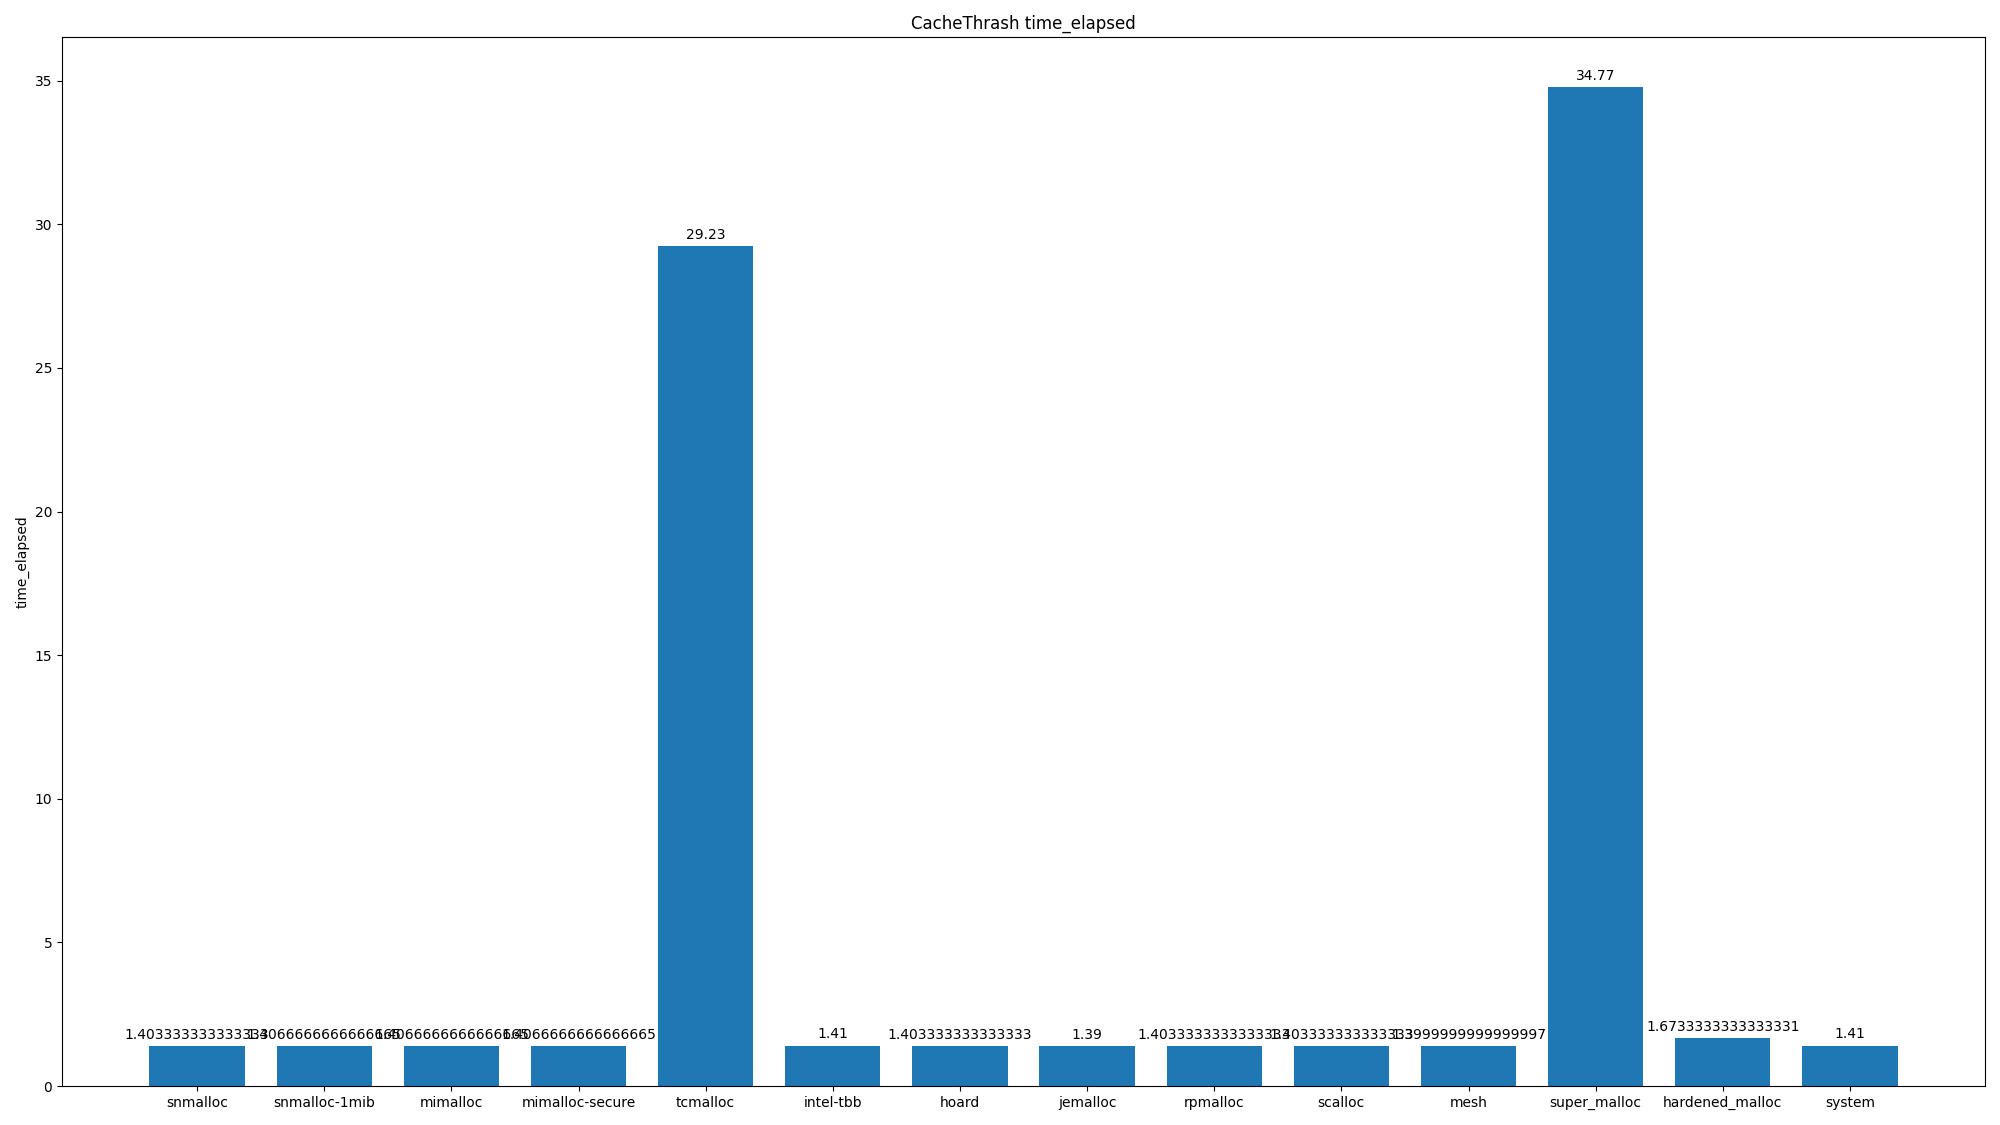 CacheThrash time_elapsed
time_elapsed
35
30
25
20
15
10
5
0
34.77
29.23
1.41
1.4033333333333333
1.39
1.6733333333333331
1.41
snmalloc
snmalloc-1mib
mimalloc
mimalloc-secure
tcmalloc
intel-tbb
hoard
jemalloc
rpmalloc
scalloc
mesh
super_malloc
hardened_malloc
system